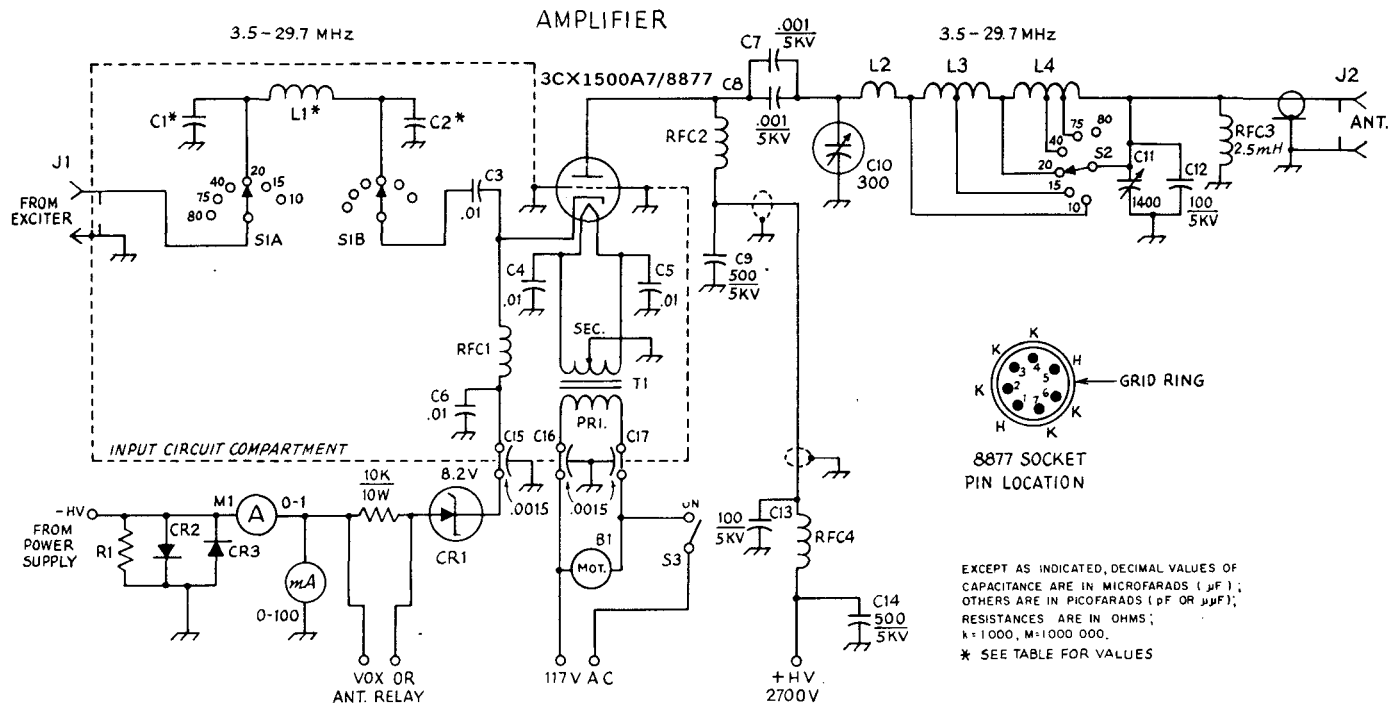 AMPLIFIER
3.5–29.7 MHz
3.5–29.7 MHz
C7
.001
5KV
3CX1500A7/8877
C8
.001
5KV
L2
L3
L4
J2
ANT.
C1*
L1*
C2*
J1
FROM
EXCITER
80
75
40
20
15
10
S1A
S1B
C3
.01
RFC2
C10
300
75
80
40
20
15
10
S2
C11
1400
C12
100
5KV
RFC3
2.5mH
C4
.01
C5
.01
C9
500
5KV
SEC.
T1
PRI.
RFC1
C6
.01
INPUT CIRCUIT COMPARTMENT
C15
C16
C17
.0015
.0015
K
K
K
H
K
K
H
1
2
3
4
5
6
7
GRID RING
8877 SOCKET
PIN LOCATION
-HV
FROM
POWER
SUPPLY
R1
CR2
CR3
M1
A
0-1
mA
0-100
10K
10W
8.2V
CR1
VOX OR
ANT. RELAY
B1
MOT.
ON
S3
117V AC
100
5KV
C13
RFC4
C14
500
5KV
+HV
2700V
EXCEPT AS INDICATED, DECIMAL VALUES OF
CAPACITANCE ARE IN MICROFARADS ( µF ) ;
OTHERS ARE IN PICOFARADS ( pF OR µµF);
RESISTANCES ARE IN OHMS ;
k=1000, M=1000 000.
* SEE TABLE FOR VALUES